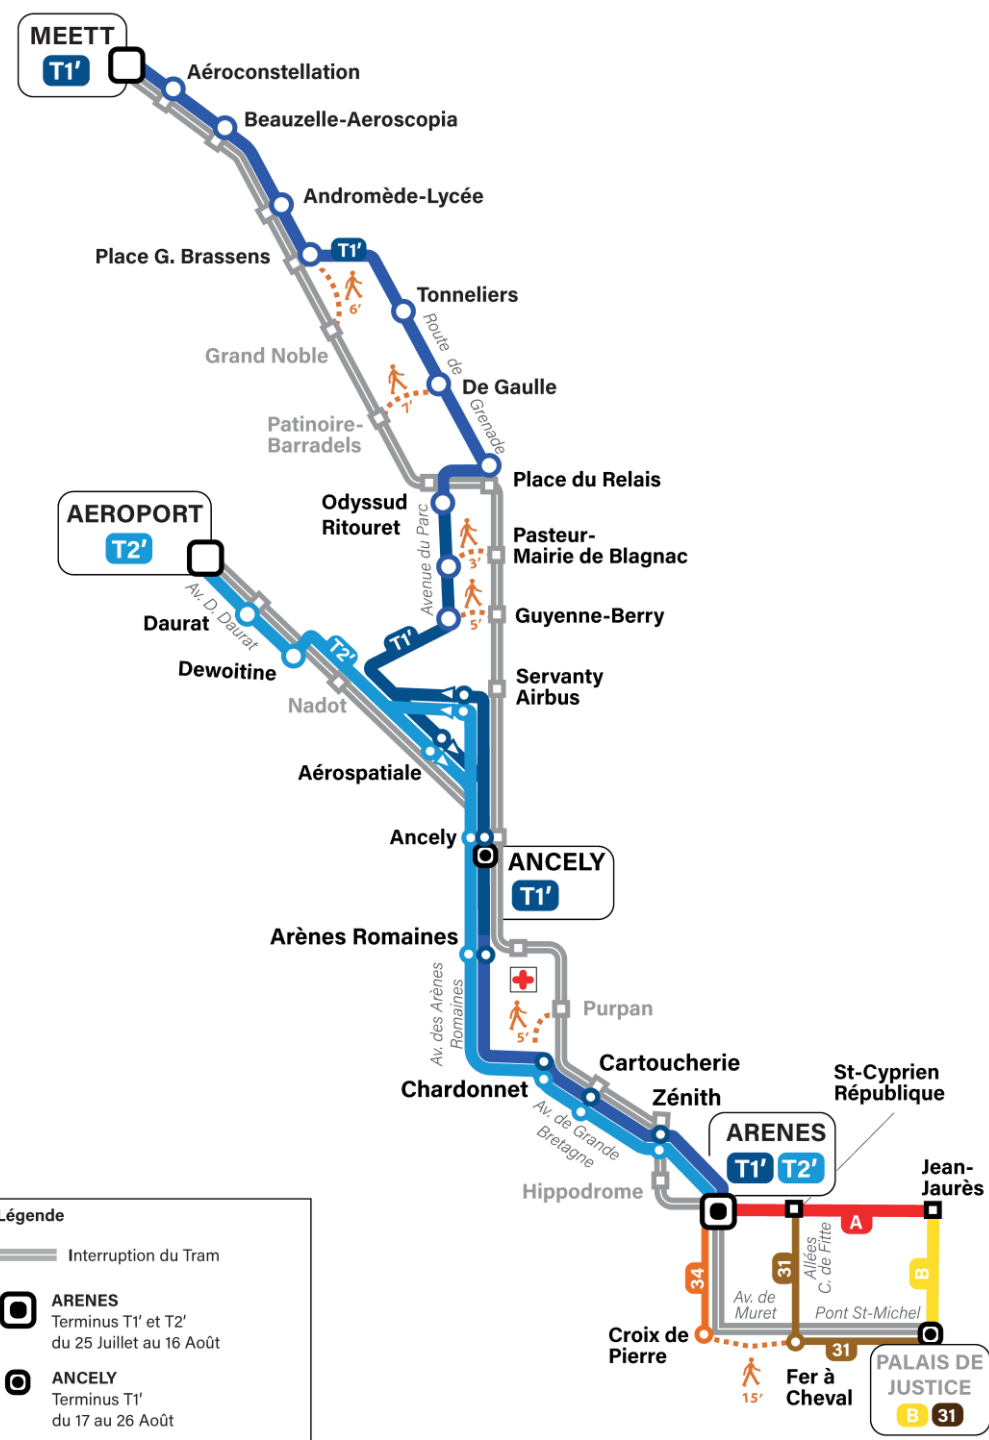 MEETT
T1′
Aéroconstellation
Beauzelle-Aeroscopia
Andromède-Lycée
Place G. Brassens
T1′
6′
Tonneliers
Route de Grenade
Grand Noble
De Gaulle
7′
Patinoire-
Barradels
Place du Relais
Odyssud
Ritouret
AEROPORT
T2′
Avenue du Parc
Pasteur-
Mairie de Blagnac
3′
Av. D. Daurat
Daurat
Guyenne-Berry
5′
T1′
T2′
Dewoitine
Servanty
Airbus
Nadot
Aérospatiale
Ancely
ANCELY
T1′
Arènes Romaines
Av. des Arènes
Romaines
Purpan
5′
Cartoucherie
St-Cyprien
République
Chardonnet
Zénith
Av. de Grande
Bretagne
ARENES
T1′ T2′
Jean-
Jaurès
Hippodrome
A
Légende
Interruption du Tram
34
31
Allées
C. de Fitte
B
Av. de
Muret
Pont St-Michel
ARENES
Terminus T1′ et T2′
du 25 Juillet au 16 Août
Croix de
Pierre
31
15′
Fer à
Cheval
PALAIS DE
JUSTICE
B 31
ANCELY
Terminus T1′
du 17 au 26 Août